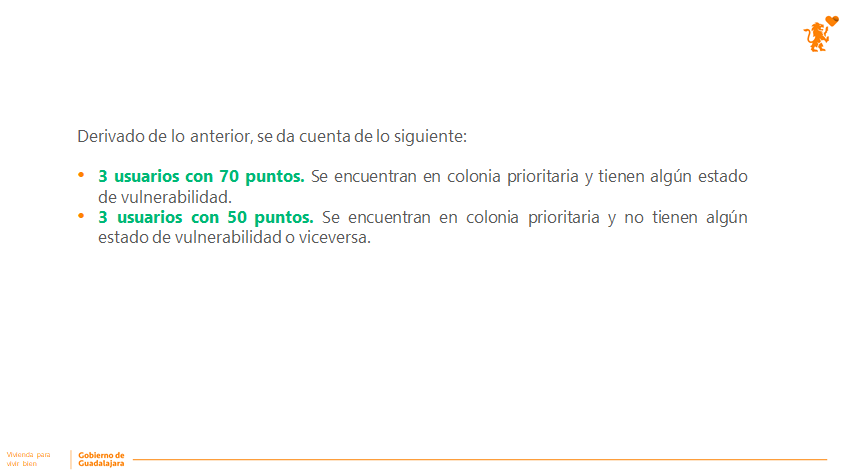 Derivado de lo anterior, se da cuenta de lo siguiente:
• 3 usuarios con 70 puntos. Se encuentran en colonia prioritaria y tienen algún estado
de vulnerabilidad.
• 3 usuarios con 50 puntos. Se encuentran en colonia prioritaria y no tienen algún
estado de vulnerabilidad o viceversa.
Vivienda para
vivir bien
Gobierno de
Guadalajara